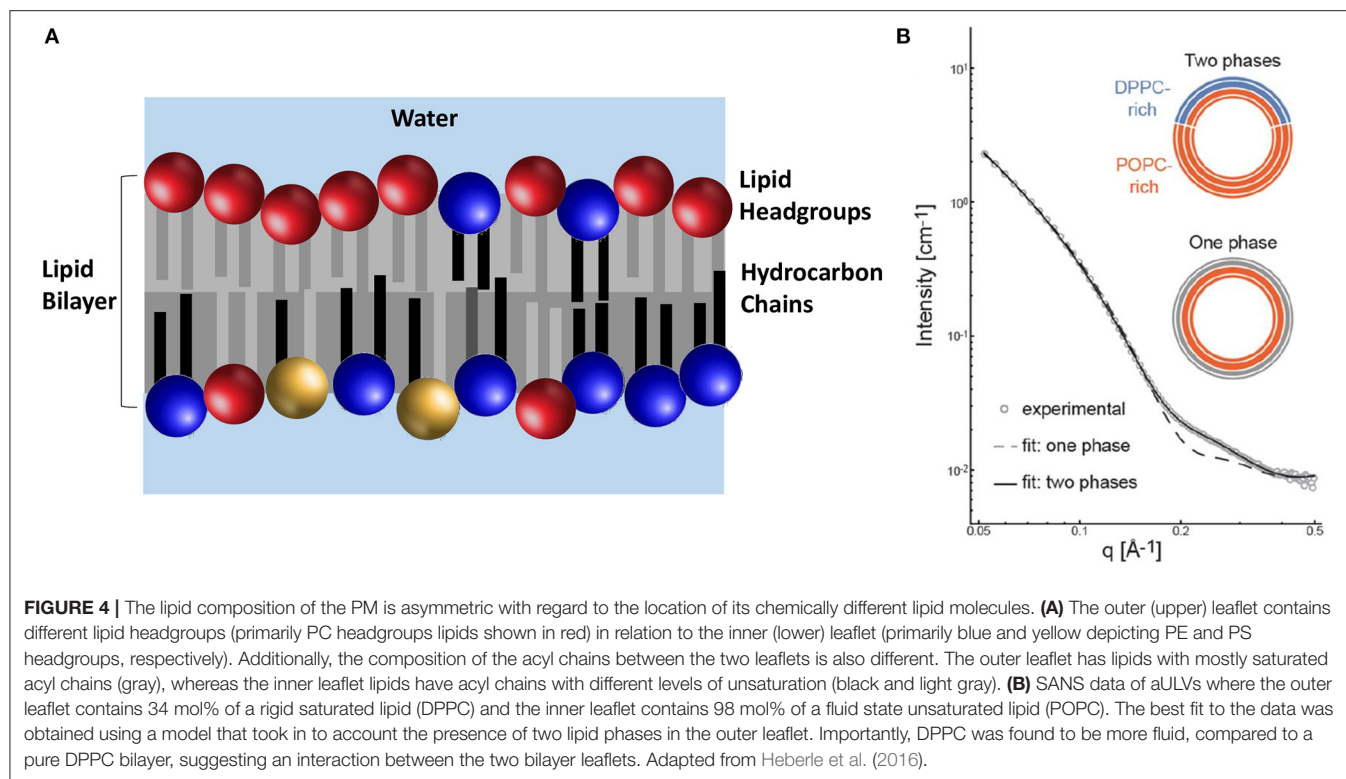 A
Water
Lipid
Headgroups
Lipid
Bilayer
Hydrocarbon
Chains
B
Two phases
DPPC-
rich
POPC-
rich
One phase
Intensity [cm-1]
10¹
10⁰
10-1
10-2
experimental
fit: one phase
fit: two phases
0.05
0.1
0.2
0.5
q [Å-1]
FIGURE 4 | The lipid composition of the PM is asymmetric with regard to the location of its chemically different lipid molecules. (A) The outer (upper) leaflet contains
different lipid headgroups (primarily PC headgroups lipids shown in red) in relation to the inner (lower) leaflet (primarily blue and yellow depicting PE and PS
headgroups, respectively). Additionally, the composition of the acyl chains between the two leaflets is also different. The outer leaflet has lipids with mostly saturated
acyl chains (gray), whereas the inner leaflet lipids have acyl chains with different levels of unsaturation (black and light gray). (B) SANS data of aULVs where the outer
leaflet contains 34 mol% of a rigid saturated lipid (DPPC) and the inner leaflet contains 98 mol% of a fluid state unsaturated lipid (POPC). The best fit to the data was
obtained using a model that took in to account the presence of two lipid phases in the outer leaflet. Importantly, DPPC was found to be more fluid, compared to a
pure DPPC bilayer, suggesting an interaction between the two bilayer leaflets. Adapted from Heberle et al. (2016).